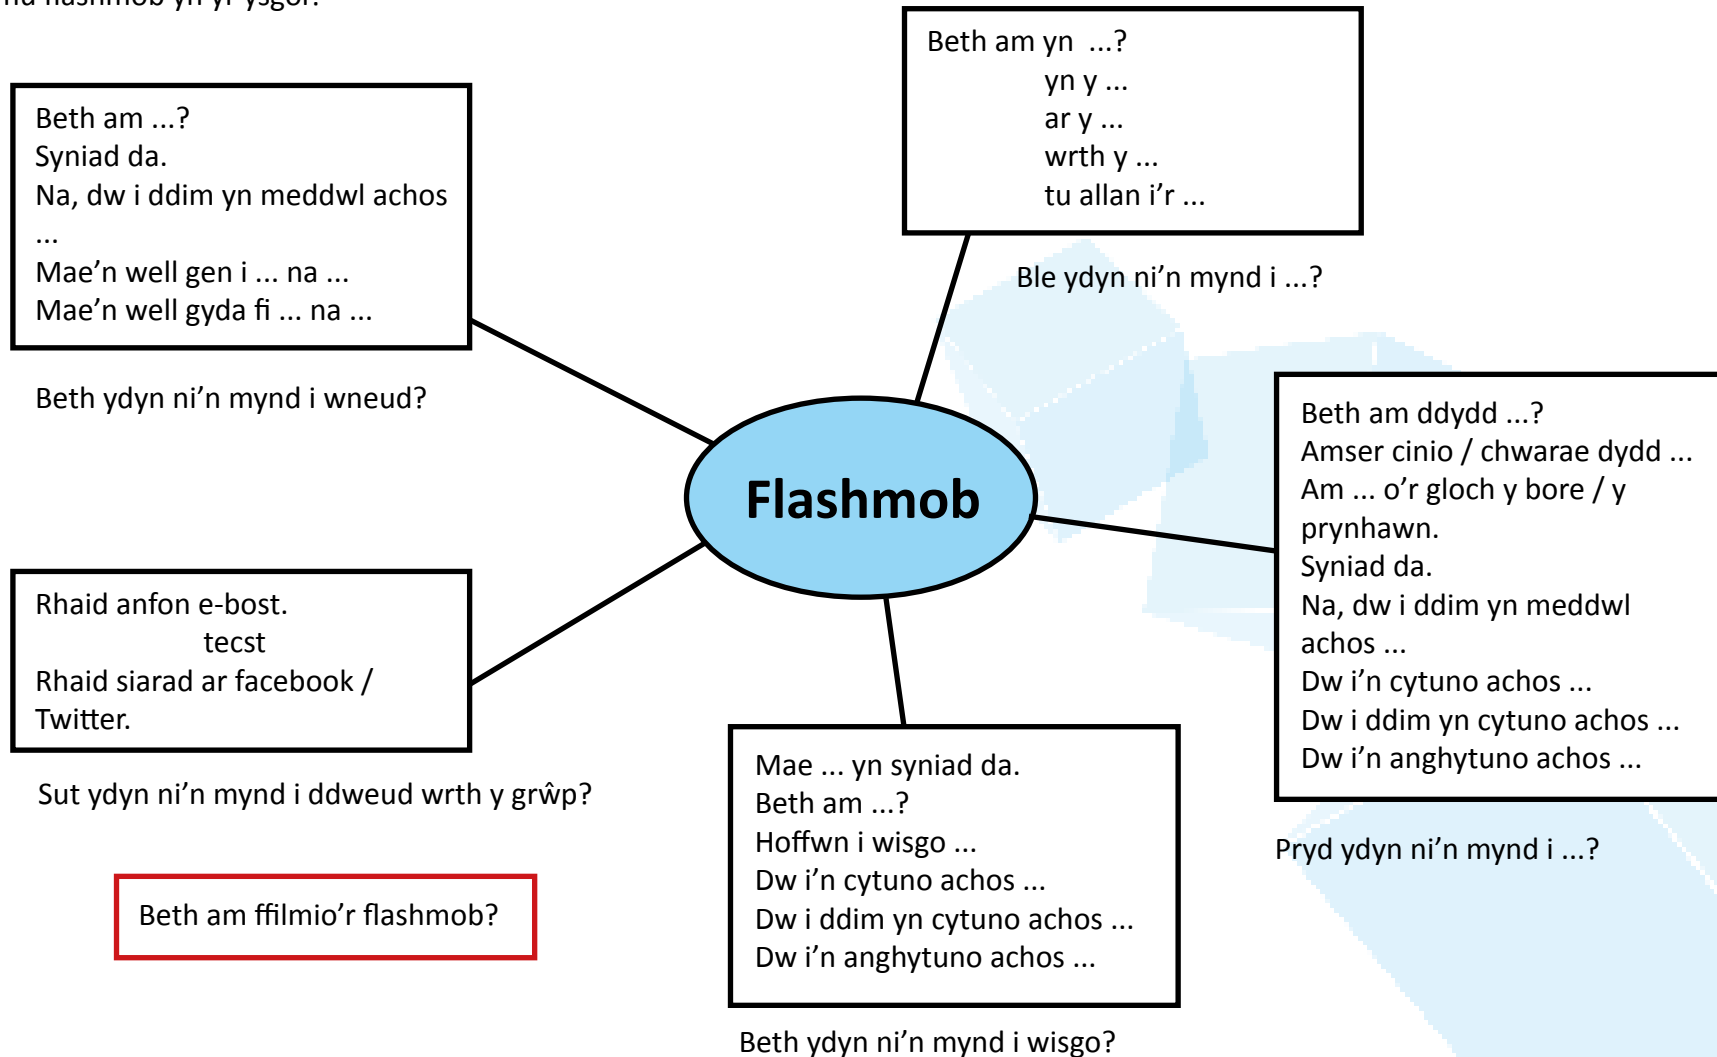 flashmob yn yr ysgol?
Beth am ...?
Syniad da.
Na, dw i ddim yn meddwl achos
...
Mae’n well gen i ... na ...
Mae’n well gyda fi ... na ...
Beth ydyn ni’n mynd i wneud?
Beth am yn ...?
yn y ...
ar y ...
wrth y ...
tu allan i’r ...
Ble ydyn ni’n mynd i ...?
Flashmob
Beth am ddydd ...?
Amser cinio / chwarae dydd ...
Am ... o’r gloch y bore / y
prynhawn.
Syniad da.
Na, dw i ddim yn meddwl
achos ...
Dw i’n cytuno achos ...
Dw i ddim yn cytuno achos ...
Dw i’n anghytuno achos ...
Pryd ydyn ni’n mynd i ...?
Rhaid anfon e-bost.
tecst
Rhaid siarad ar facebook /
Twitter.
Sut ydyn ni’n mynd i ddweud wrth y grŵp?
Beth am ffilmio’r flashmob?
Mae ... yn syniad da.
Beth am ...?
Hoffwn i wisgo ...
Dw i’n cytuno achos ...
Dw i ddim yn cytuno achos ...
Dw i’n anghytuno achos ...
Beth ydyn ni’n mynd i wisgo?